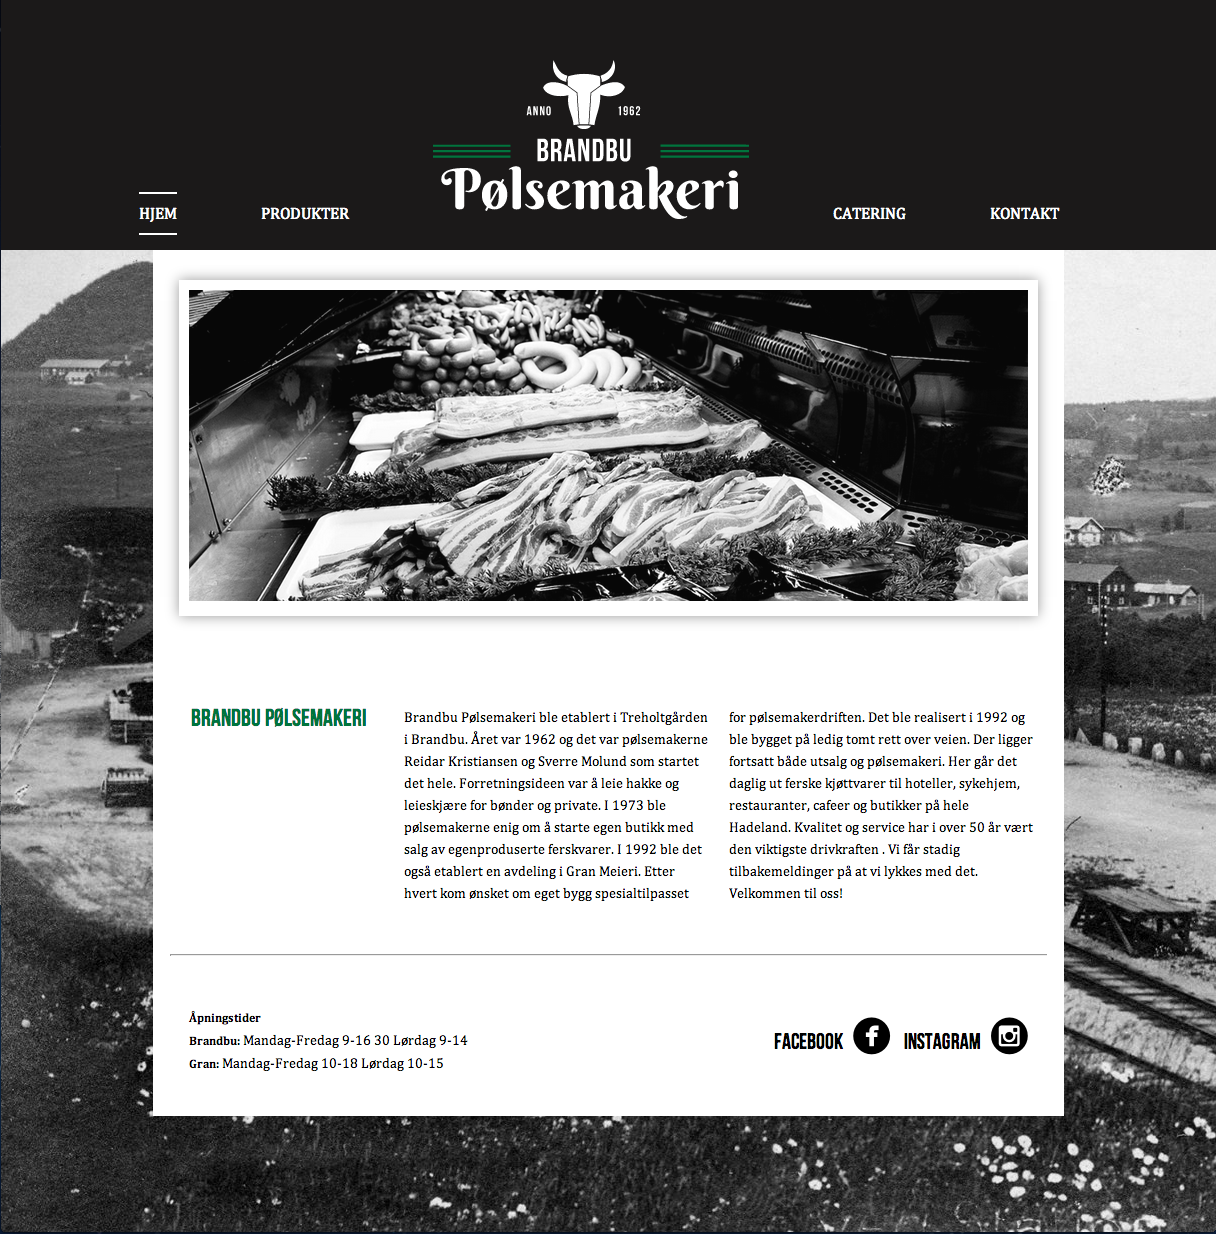 ANNO 1962
BRANDBU
Pølsemakeri
HJEM PRODUKTER CATERING KONTAKT
BRANDBU PØLSEMAKERI
Brandbu Pølsemakeri ble etablert i Treholtgården
i Brandbu. Året var 1962 og det var pølsemakerne
Reidar Kristiansen og Sverre Molund som startet
det hele. Forretningsideen var å leie hakke og
leieskjære for bønder og private. I 1973 ble
pølsemakerne enig om å starte egen butikk med
salg av egenproduserte ferskvarer. I 1992 ble det
også etablert en avdeling i Gran Meieri. Etter
hvert kom ønsket om eget bygg spesialtilpasset
for pølsemakerdriften. Det ble realisert i 1992 og
ble bygget på ledig tomt rett over veien. Der ligger
fortsatt både utsalg og pølsemakeri. Her går det
daglig ut ferske kjøttvarer til hoteller, sykehjem,
restauranter, cafeer og butikker på hele
Hadeland. Kvalitet og service har i over 50 år vært
den viktigste drivkraften . Vi får stadig
tilbakemeldinger på at vi lykkes med det.
Velkommen til oss!
Åpningstider
Brandbu: Mandag-Fredag 9-16 30 Lørdag 9-14
Gran: Mandag-Fredag 10-18 Lørdag 10-15
FACEBOOK INSTAGRAM